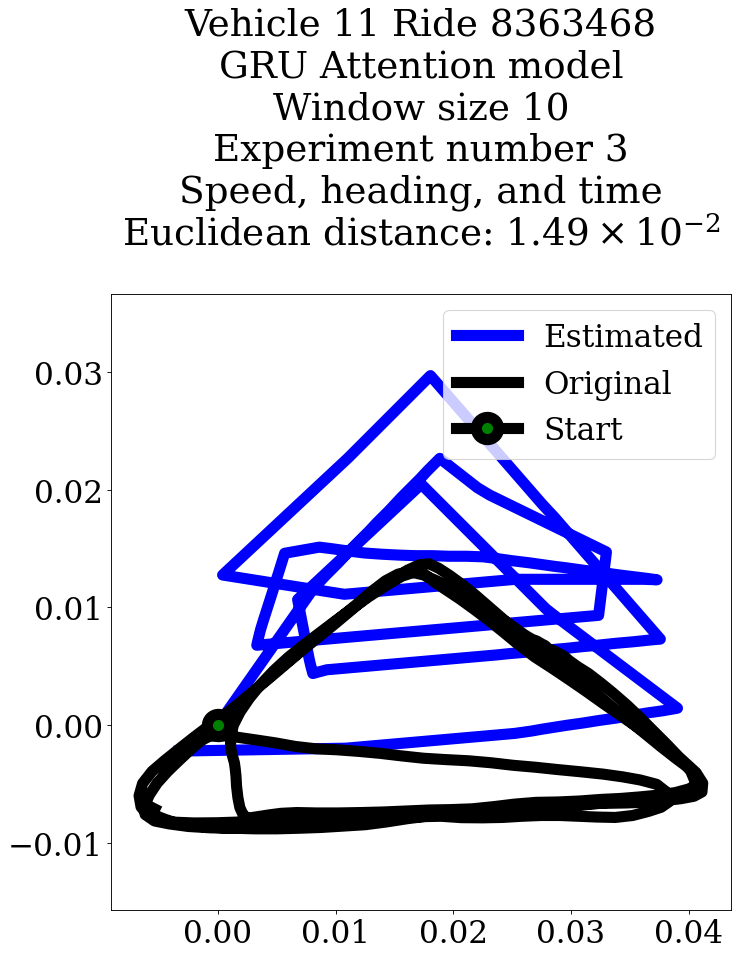 Vehicle 11 Ride 8363468
GRU Attention model
Window size 10
Experiment number 3
Speed, heading, and time
Euclidean distance: 1.49 × 10⁻²
Estimated
Original
Start
0.03
0.02
0.01
0.00
−0.01
0.00 0.01 0.02 0.03 0.04